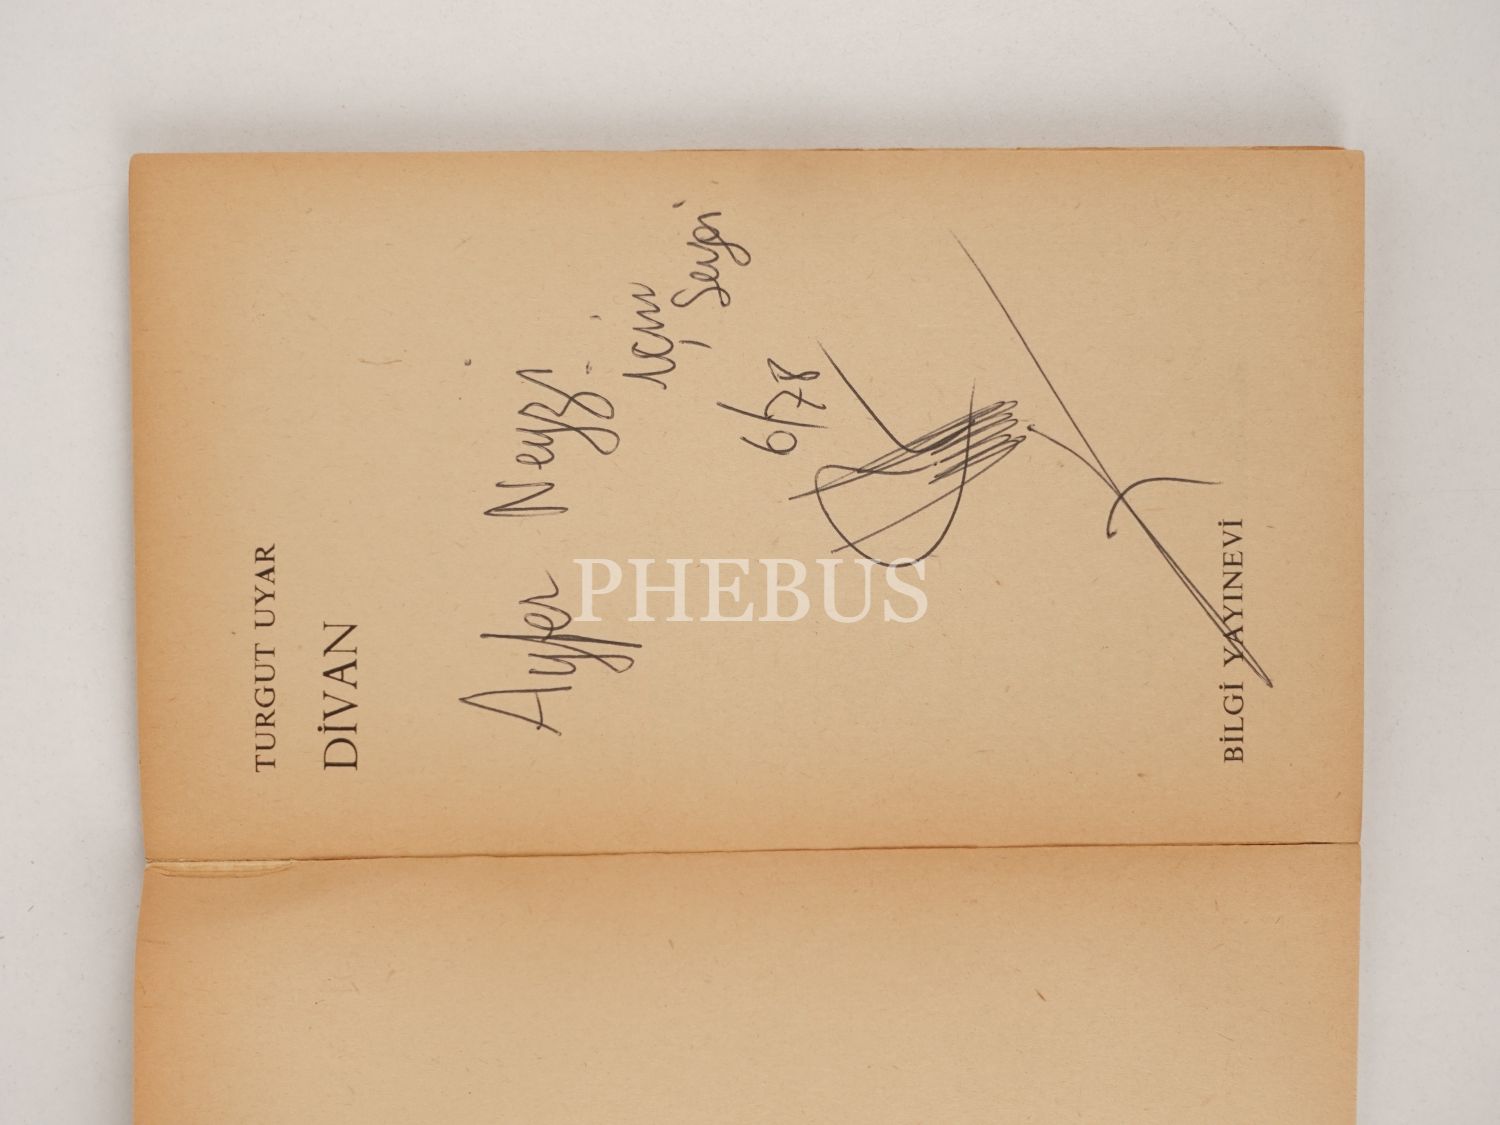 TURGUT UYAR
DİVAN
Ayfer Neyzi
için
sevgi
6/78
BİLGİ YAYINEVİ
PHEBUS